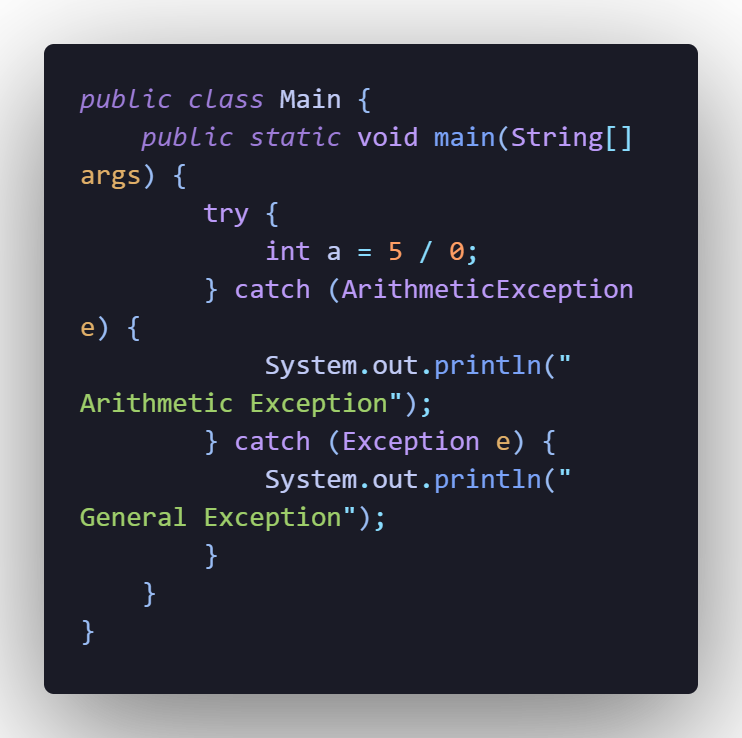 public class Main {
    public static void main(String[]
args) {
        try {
            int a = 5 / 0;
        } catch (ArithmeticException
e) {
            System.out.println("
Arithmetic Exception");
        } catch (Exception e) {
            System.out.println("
General Exception");
        }
    }
}